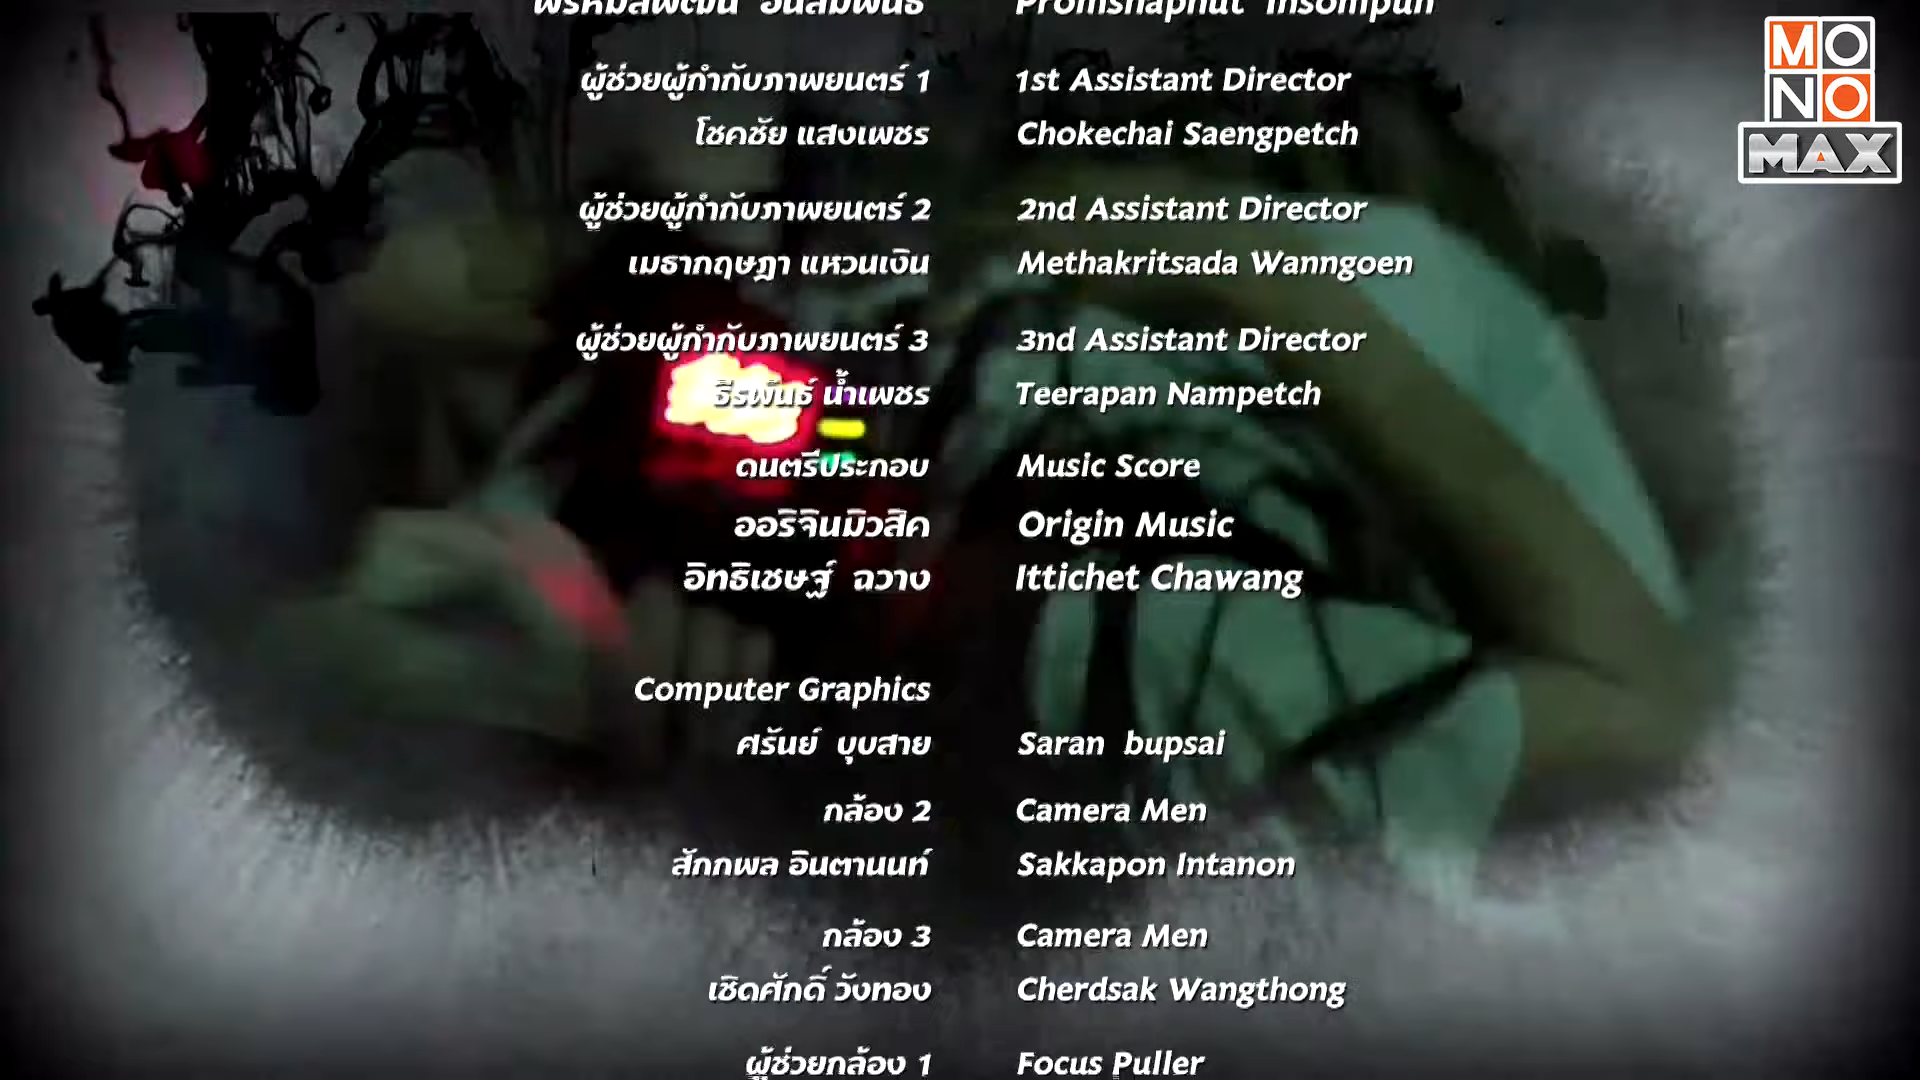 Promsnaphut Insompun
ผู้ช่วยผู้กำกับภาพยนตร์ 1 1st Assistant Director
โชคชัย แสงเพชร Chokechai Saengpetch
ผู้ช่วยผู้กำกับภาพยนตร์ 2 2nd Assistant Director
เมธากฤษฎา แหวนเงิน Methakritsada Wanngoen
ผู้ช่วยผู้กำกับภาพยนตร์ 3 3nd Assistant Director
ธีรพันธ์ น้ำเพชร Teerapan Nampetch
ดนตรีประกอบ Music Score
ออริจินมิวสิค Origin Music
อิทธิเชษฐ์ ฉวาง Ittichet Chawang
Computer Graphics
ศรันย์ บุบสาย Saran bupsai
กล้อง 2 Camera Men
สักกพล อินตานนท์ Sakkapon Intanon
กล้อง 3 Camera Men
เชิดศักดิ์ วังทอง Cherdsak Wangthong
ผู้ช่วยกล้อง 1 Focus Puller
MONO
MAX